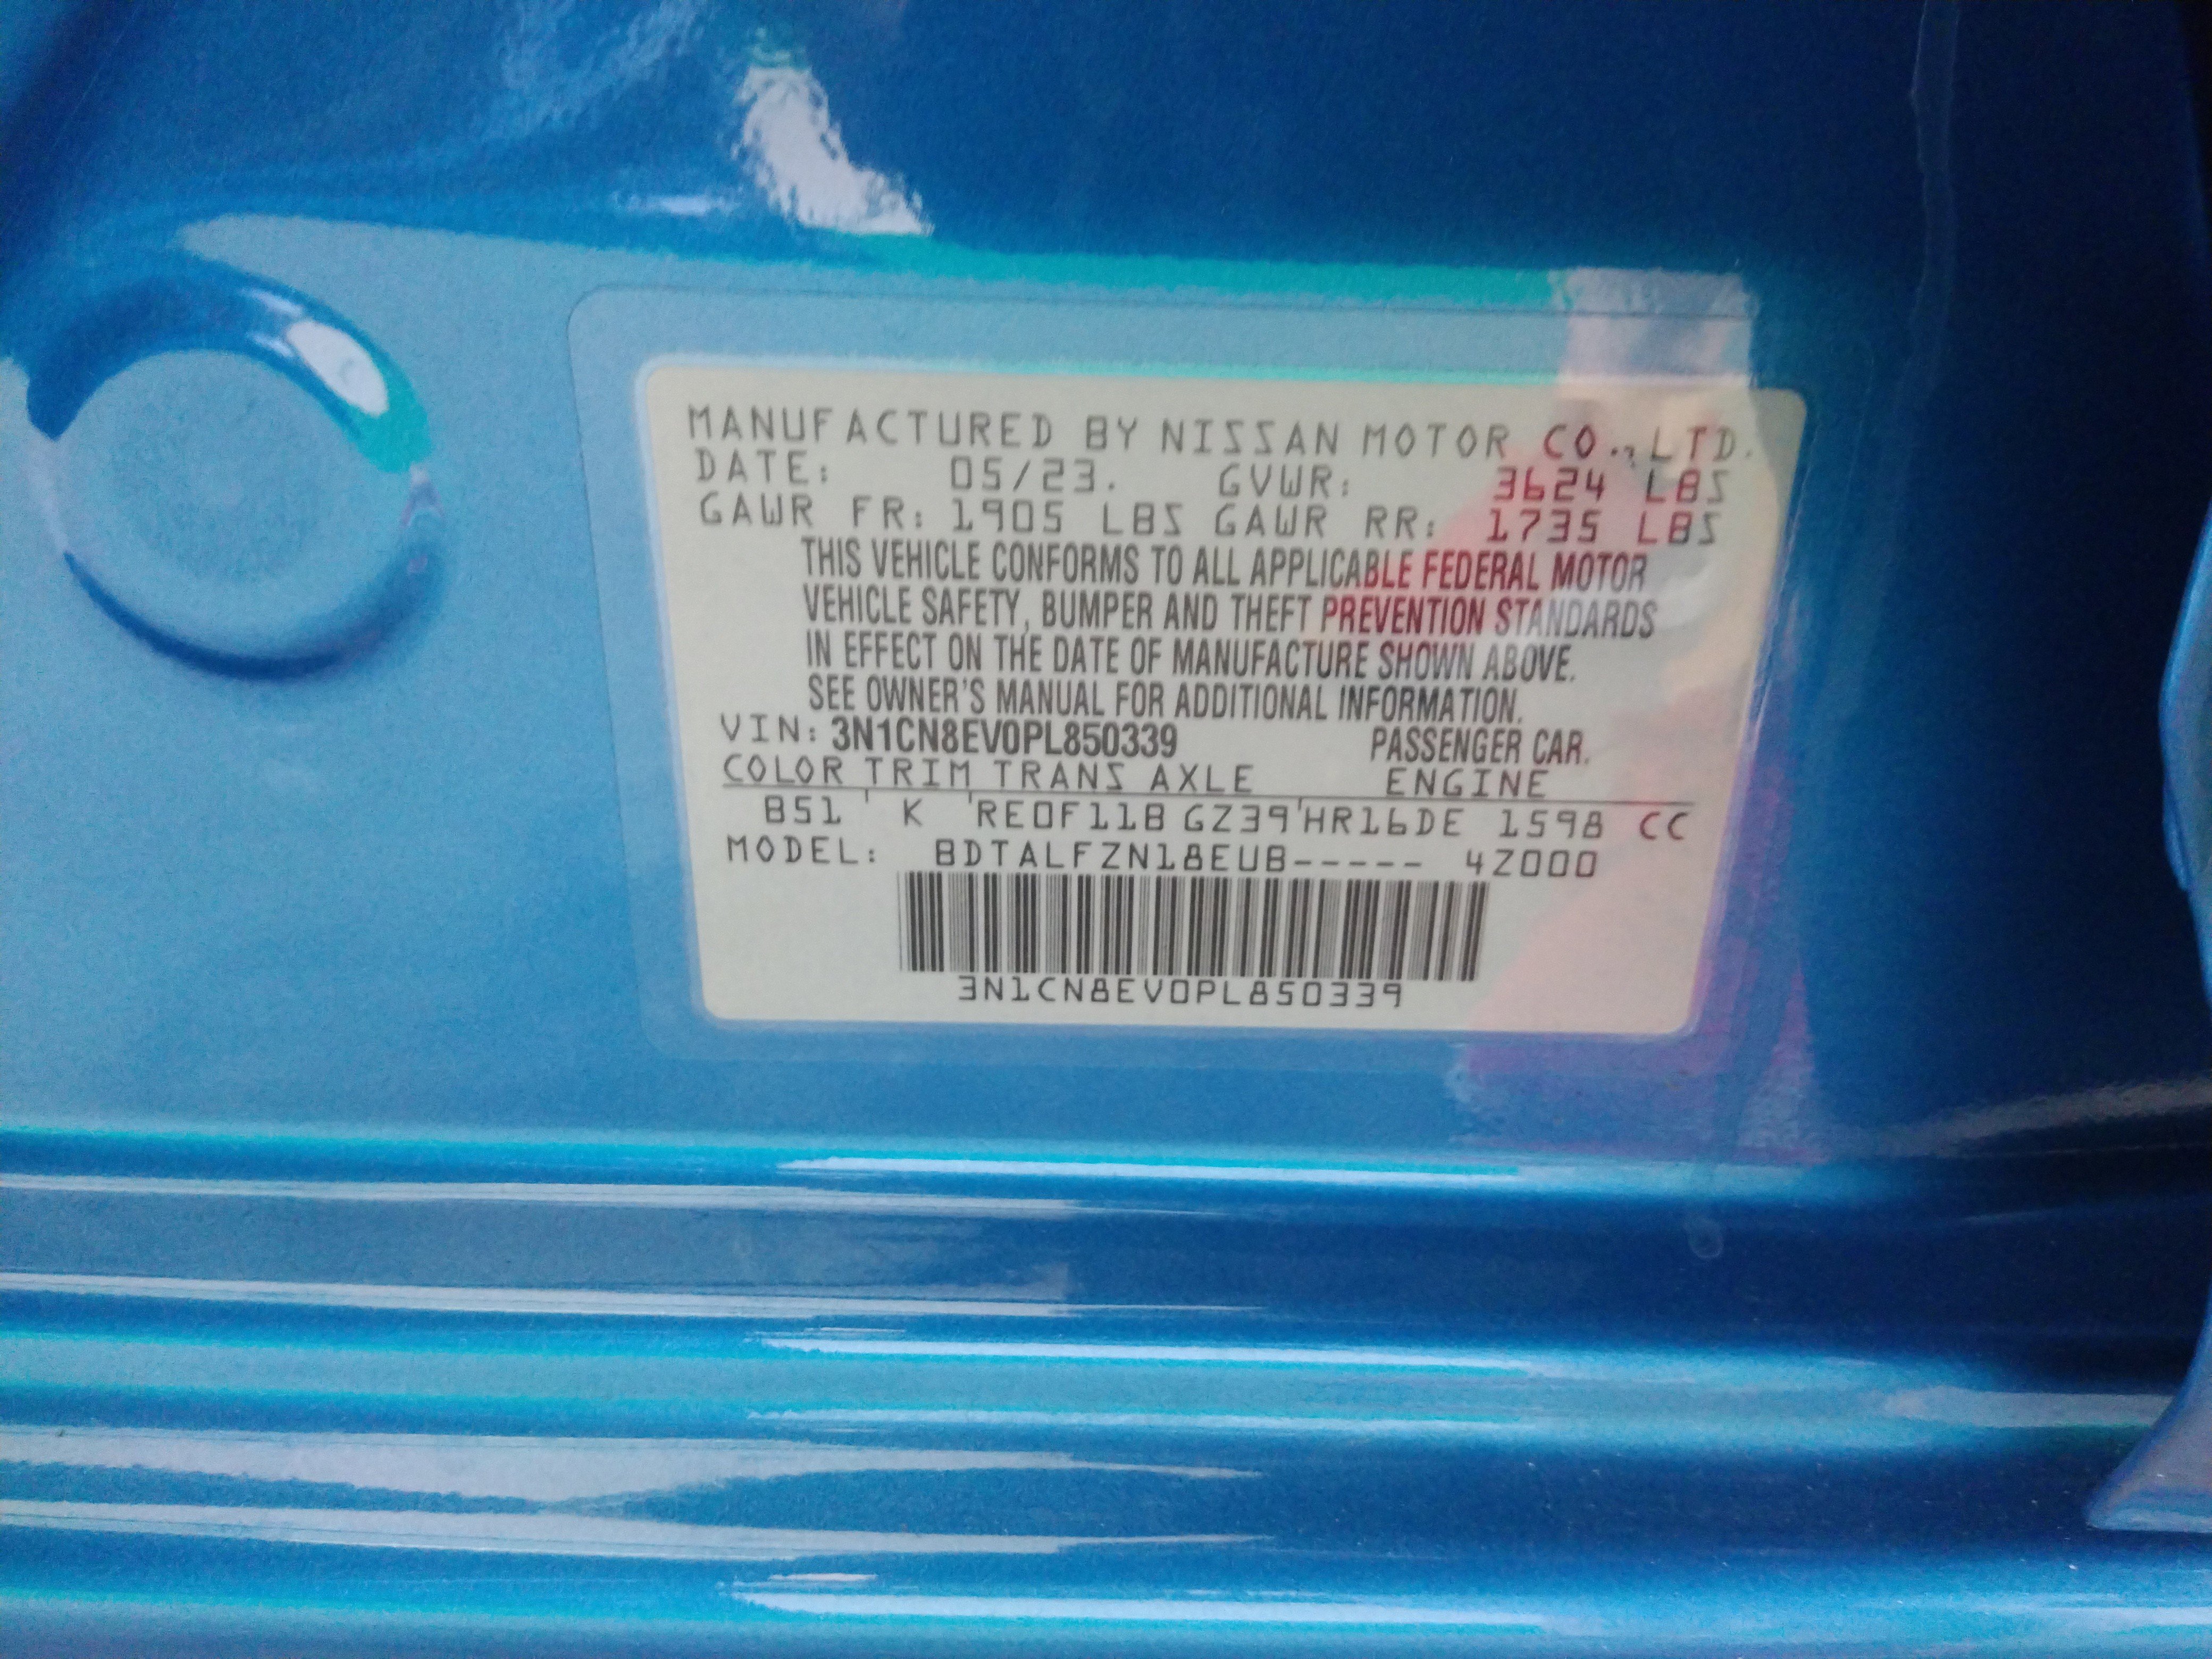 MANUFACTURED BY NISSAN MOTOR CO., LTD.
DATE: 05/23. GVWR: 3624 LBS
GAWR FR: 1905 LBS GAWR RR: 1735 LBS
THIS VEHICLE CONFORMS TO ALL APPLICABLE FEDERAL MOTOR
VEHICLE SAFETY, BUMPER AND THEFT PREVENTION STANDARDS
IN EFFECT ON THE DATE OF MANUFACTURE SHOWN ABOVE.
SEE OWNER'S MANUAL FOR ADDITIONAL INFORMATION.
VIN: 3N1CN8EV0PL850339 PASSENGER CAR.
COLOR TRIM TRANS AXLE ENGINE
B51 K RE0F11B GZ39 HR16DE 1598 CC
MODEL: BDTALFZN18EUB----- 4Z000
3N1CN8EV0PL850339